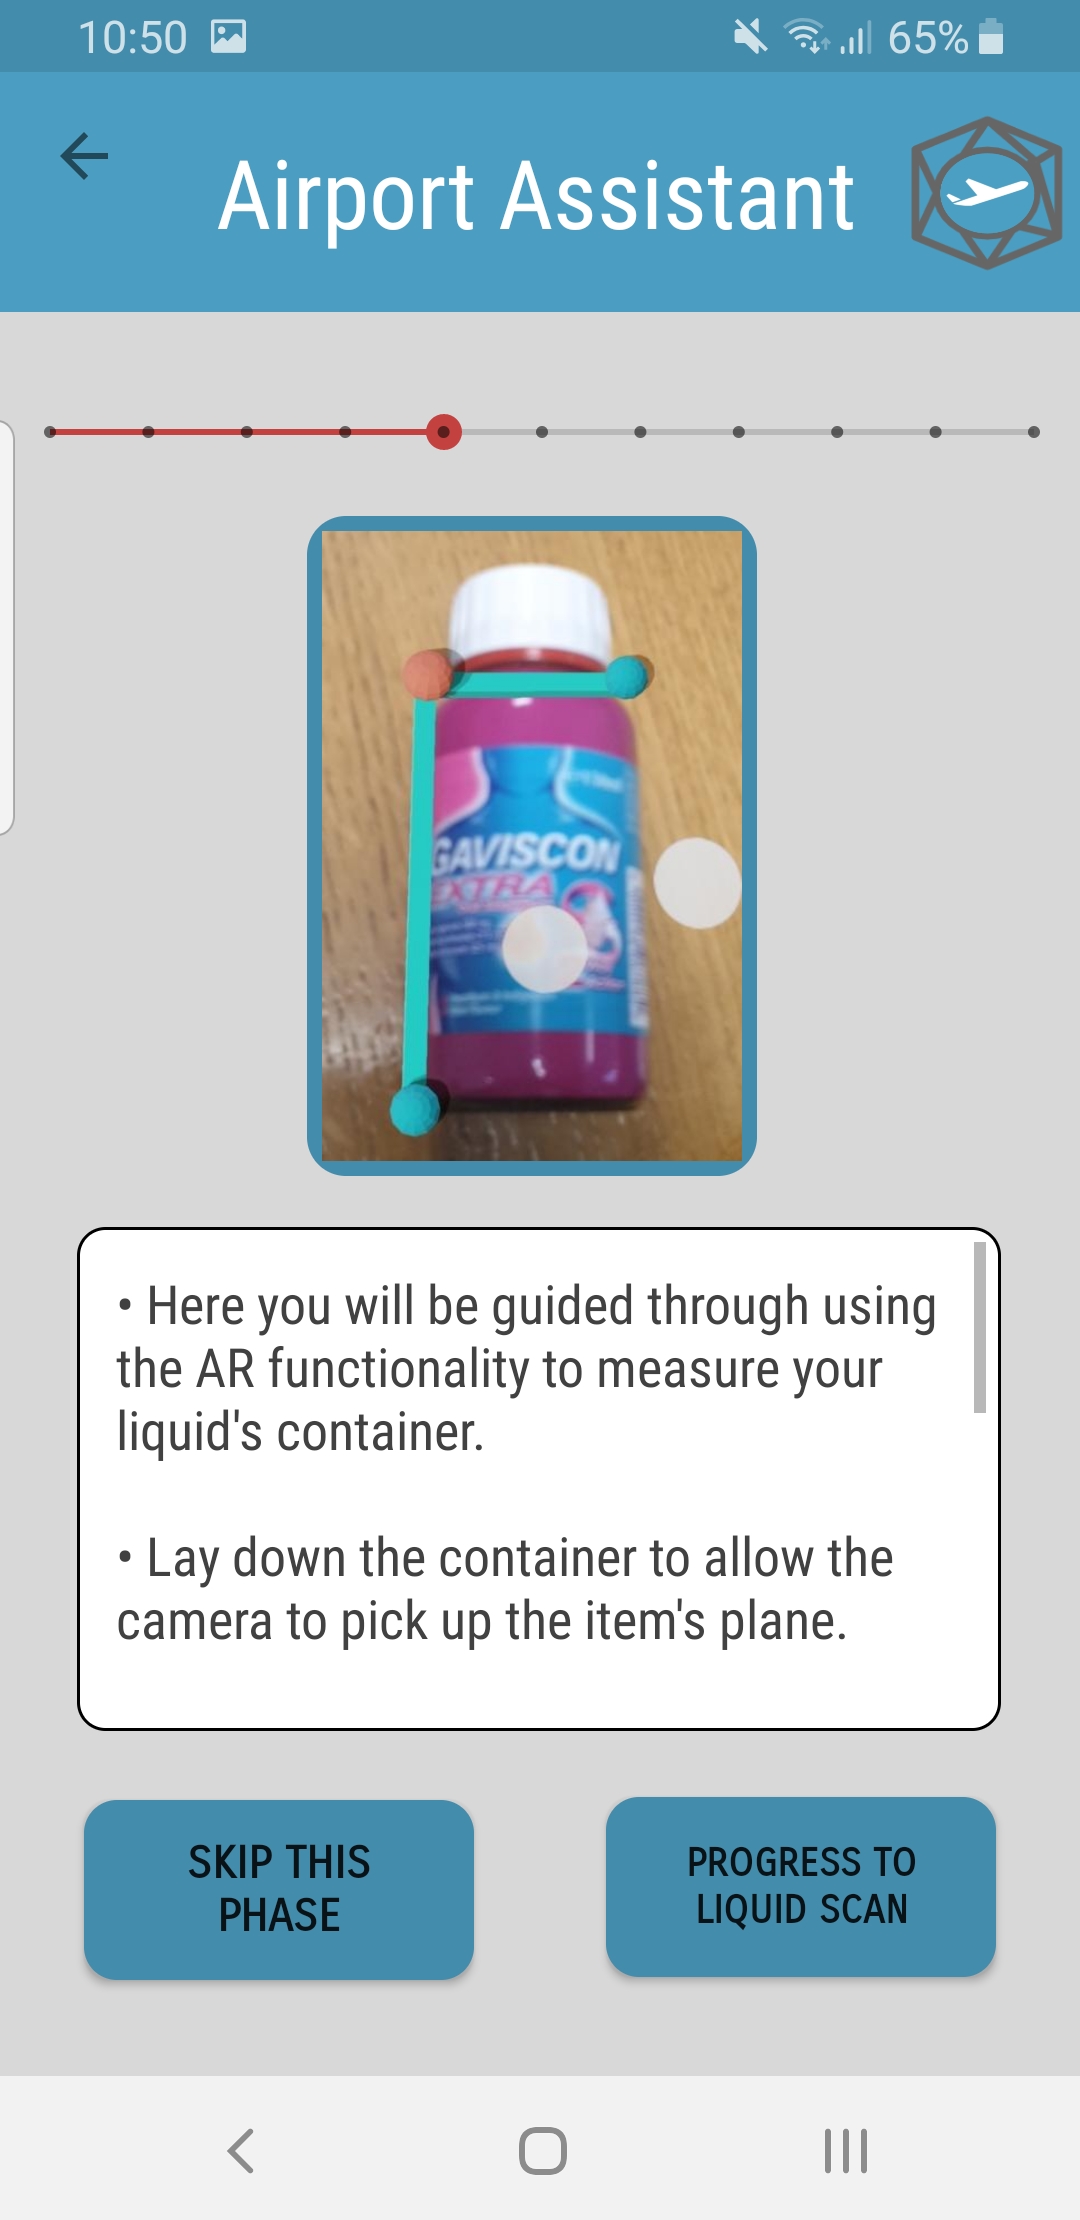 10:50
65%
Airport Assistant
GAVISCON
EXTRA
• Here you will be guided through using
the AR functionality to measure your
liquid's container.
• Lay down the container to allow the
camera to pick up the item's plane.
SKIP THIS
PHASE
PROGRESS TO
LIQUID SCAN